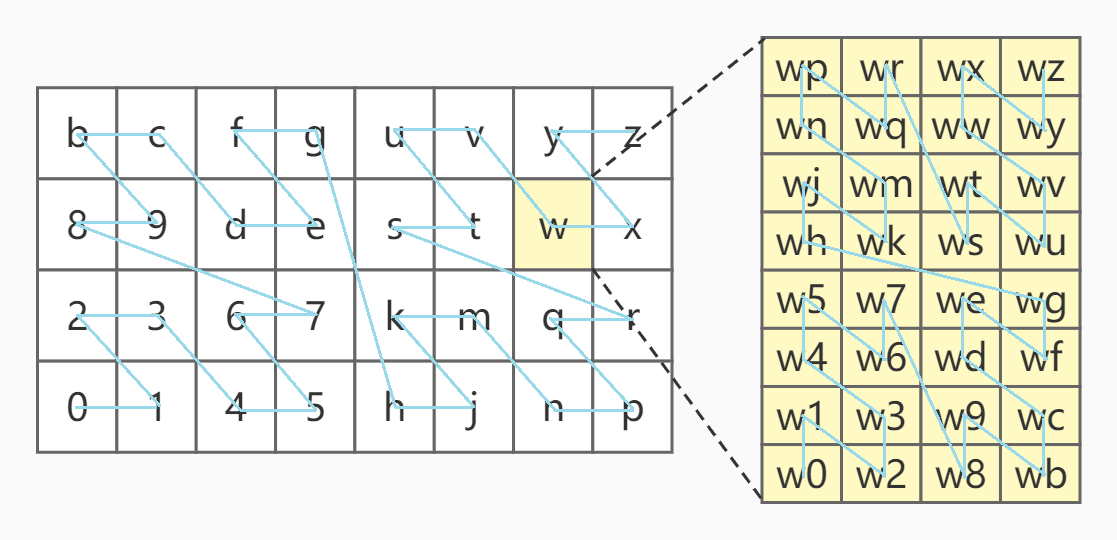 b c f g u v y z
8 9 d e s t w x
2 3 6 7 k m q r
0 1 4 5 h j n p
wp wr wx wz
wn wq ww wy
wj wm wt wv
wh wk ws wu
w5 w7 we wg
w4 w6 wd wf
w1 w3 w9 wc
w0 w2 w8 wb